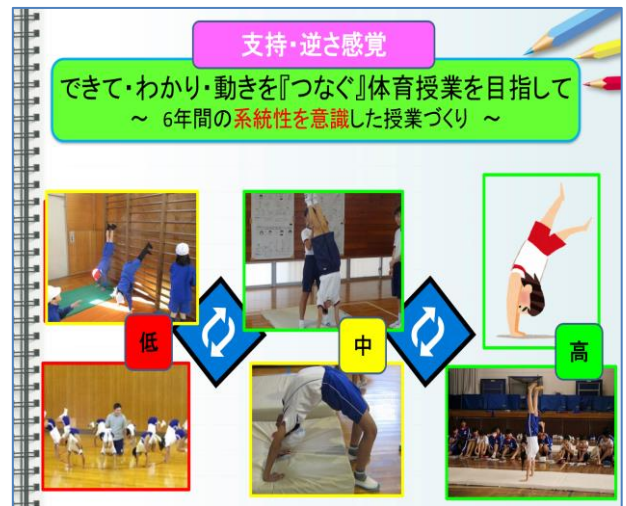 支持・逆さ感覚
できて・わかり・動きを『つなぐ』体育授業を目指して
～ 6年間の系統性を意識した授業づくり ～
低
中
高